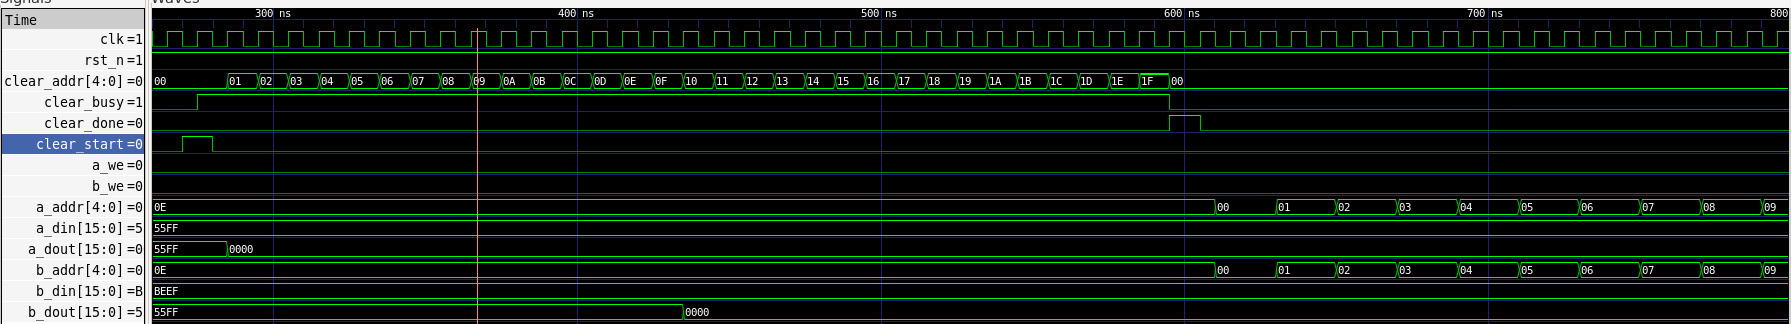 Signals Waves
Time 300 ns 400 ns 500 ns 600 ns 700 ns 800
clk =1
rst_n =1
clear_addr[4:0] =0 00 01 02 03 04 05 06 07 08 09 0A 0B 0C 0D 0E 0F 10 11 12 13 14 15 16 17 18 19 1A 1B 1C 1D 1E 1F 00
clear_busy =1
clear_done =0
clear_start =0
a_we =0
b_we =0
a_addr[4:0] =0 0E 00 01 02 03 04 05 06 07 08 09
a_din[15:0] =5 55FF
a_dout[15:0] =0 55FF 0000
b_addr[4:0] =0 0E 00 01 02 03 04 05 06 07 08 09
b_din[15:0] =B BEEF
b_dout[15:0] =5 55FF 0000